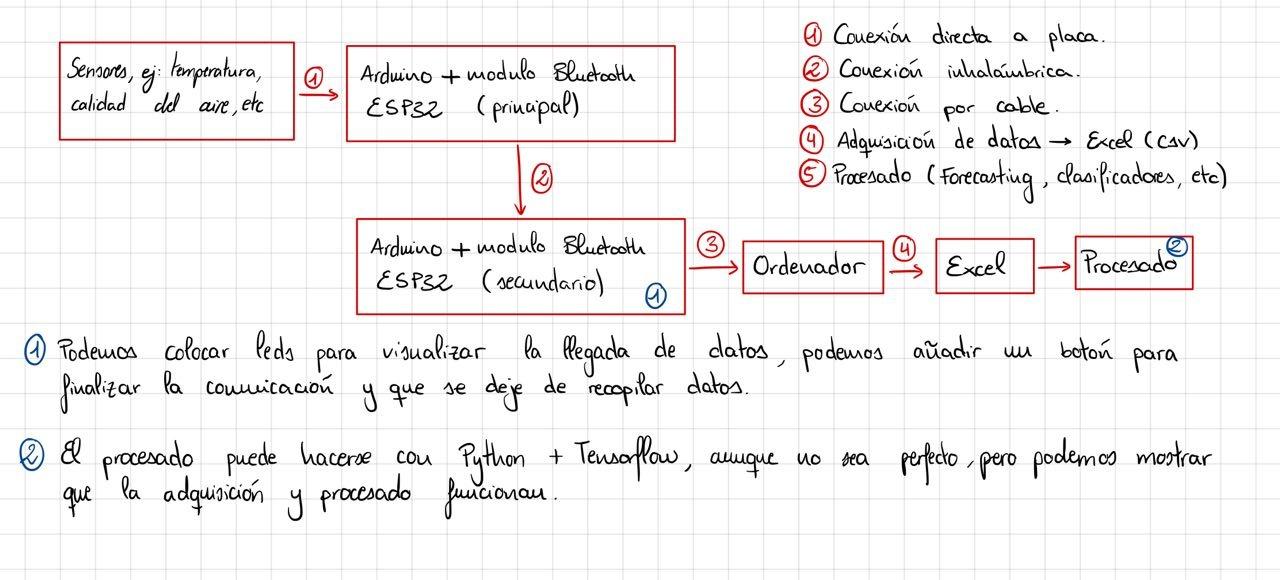 Sensores, ej: temperatura,
calidad del aire, etc
①
Arduino + modulo Bluetooth
ESP32 (principal)
① Conexión directa a placa.
② Conexión inhalámbrica.
③ Conexión por cable.
④ Adquisición de datos → Excel (csv)
⑤ Procesado (Forecasting, clasificadores, etc)
②
Arduino + modulo Bluetooth
ESP32 (secundario)
①
③
Ordenador
④
Excel
Procesado ②
① Podemos colocar leds para visualizar la llegada de datos, podemos añadir un botón para
finalizar la comunicación y que se deje de recopilar datos.
② El procesado puede hacerse con Python + Tensorflow, aunque no sea perfecto, pero podemos mostrar
que la adquisición y procesado funcionan.